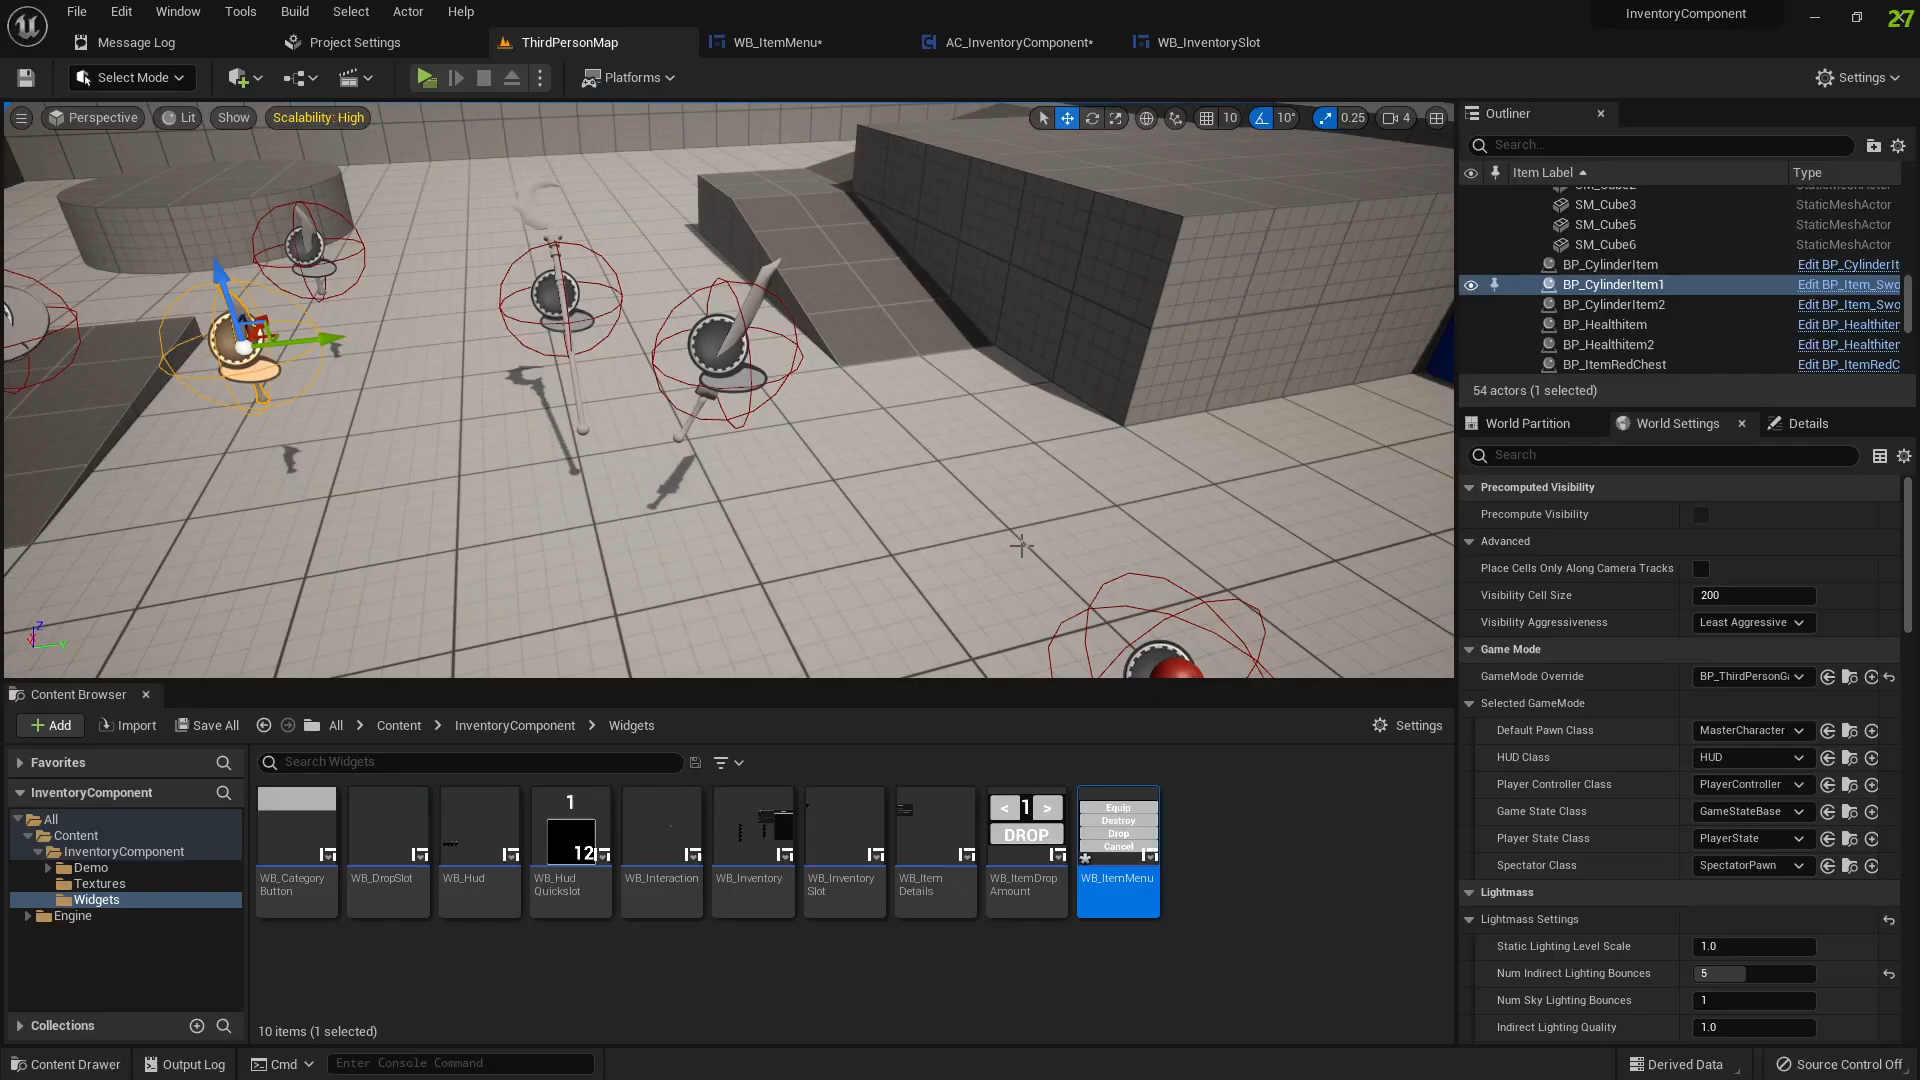 File Edit Window Tools Build Select Actor Help
InventoryComponent
27
Message Log
Project Settings
ThirdPersonMap
WB_ItemMenu*
AC_InventoryComponent*
WB_InventorySlot
Select Mode
Platforms
Settings
Perspective
Lit
Show
Scalability: High
10
10°
0.25
4
Outliner
Search...
Item Label
Type
SM_Cube2 StaticMeshActor
SM_Cube3 StaticMeshActor
SM_Cube5 StaticMeshActor
SM_Cube6 StaticMeshActor
BP_CylinderItem Edit BP_CylinderIt
BP_CylinderItem1 Edit BP_Item_Swo
BP_CylinderItem2 Edit BP_Item_Swo
BP_Healthitem Edit BP_Healthiter
BP_Healthitem2 Edit BP_Healthiter
BP_ItemRedChest Edit BP_ItemRedC
54 actors (1 selected)
World Partition
World Settings
Details
Search
Precomputed Visibility
Precompute Visibility
Advanced
Place Cells Only Along Camera Tracks
Visibility Cell Size 200
Visibility Aggressiveness Least Aggressive
Game Mode
GameMode Override BP_ThirdPersonGa
Selected GameMode
Default Pawn Class MasterCharacter
HUD Class HUD
Player Controller Class PlayerController
Game State Class GameStateBase
Player State Class PlayerState
Spectator Class SpectatorPawn
Lightmass
Lightmass Settings
Static Lighting Level Scale 1.0
Num Indirect Lighting Bounces 5
Num Sky Lighting Bounces 1
Indirect Lighting Quality 1.0
Z
X
Y
Content Browser
Add
Import
Save All
All
Content
InventoryComponent
Widgets
Settings
Favorites
InventoryComponent
All
Content
InventoryComponent
Demo
Textures
Widgets
Engine
Collections
Search Widgets
1
12
< 1 >
DROP
Equip
Destroy
Drop
Cancel
WB_Category
Button
WB_DropSlot
WB_Hud
WB_Hud
Quickslot
WB_Interaction
WB_Inventory
WB_Inventory
Slot
WB_Item
Details
WB_ItemDrop
Amount
WB_ItemMenu
10 items (1 selected)
Content Drawer
Output Log
Cmd
Enter Console Command
Derived Data
Source Control Off